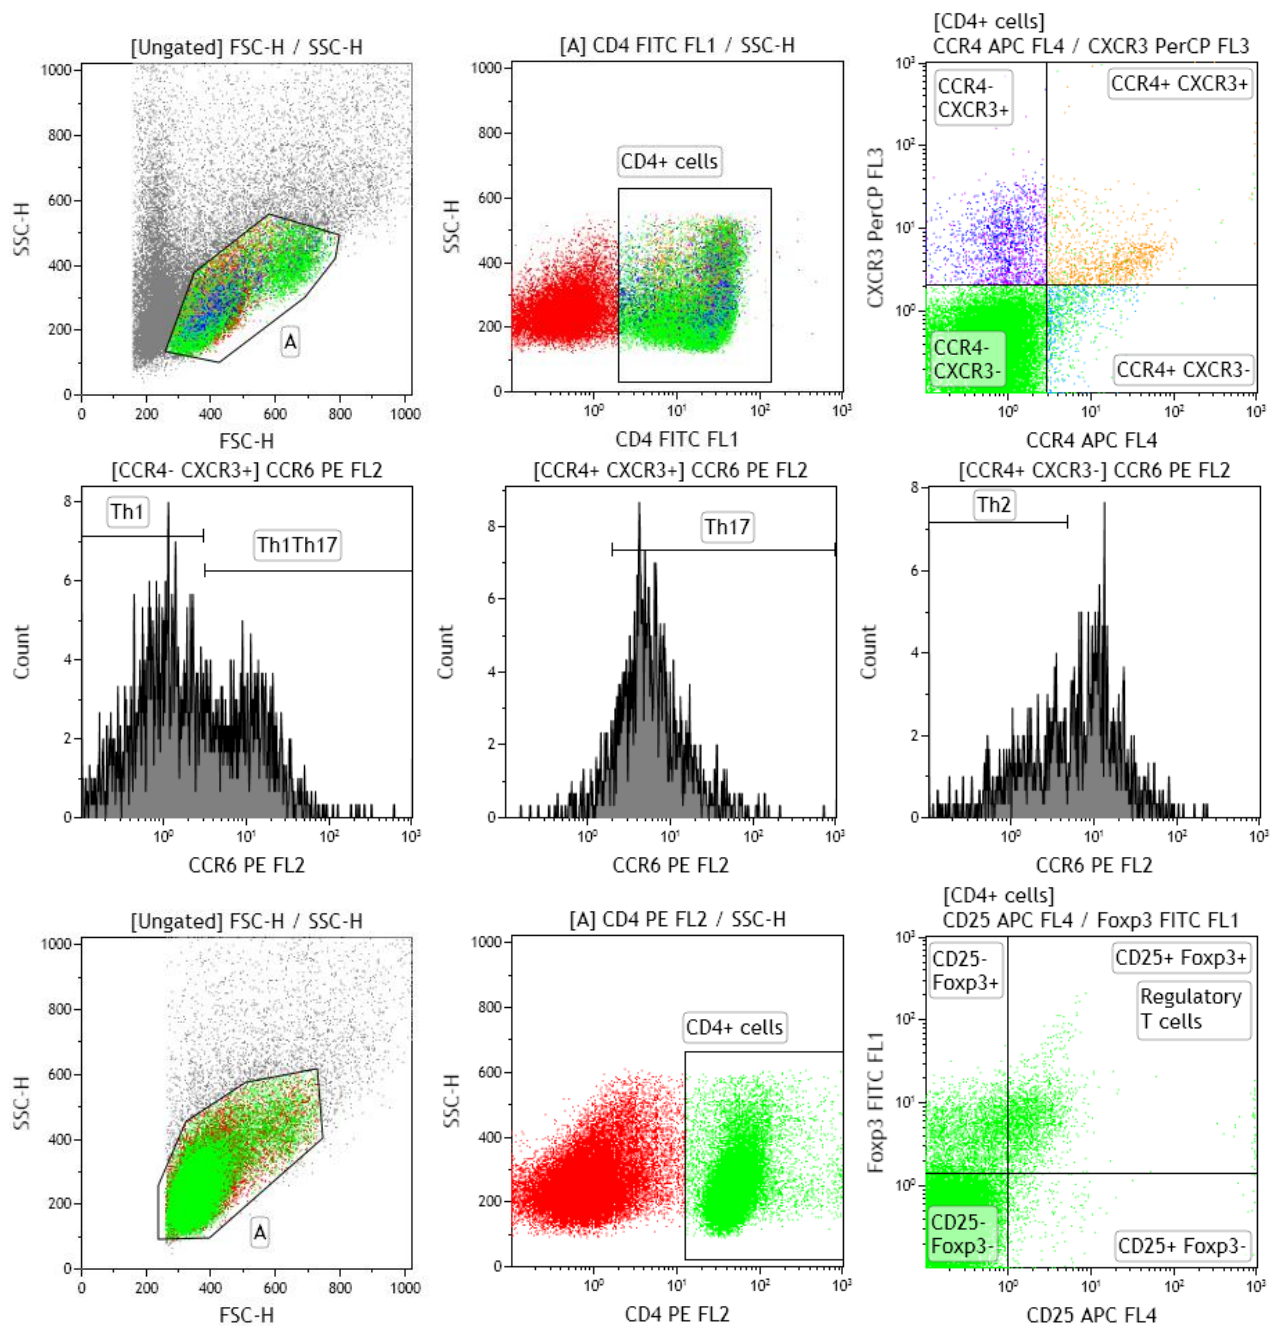 [Ungated] FSC-H / SSC-H
1000
800
600
400
200
0
0 200 400 600 800 1000
SSC-H
FSC-H
A
[A] CD4 FITC FL1 / SSC-H
1000
800
600
400
200
0
10⁰ 10¹ 10² 10³
SSC-H
CD4 FITC FL1
CD4+ cells
[CD4+ cells]
CCR4 APC FL4 / CXCR3 PerCP FL3
10³
10²
10¹
10⁰
10⁰ 10¹ 10² 10³
CXCR3 PerCP FL3
CCR4 APC FL4
CCR4-
CXCR3+
CCR4+ CXCR3+
CCR4-
CXCR3-
CCR4+ CXCR3-
[CCR4- CXCR3+] CCR6 PE FL2
8
6
4
2
0
10⁰ 10¹ 10² 10³
Count
CCR6 PE FL2
Th1
Th1Th17
[CCR4+ CXCR3+] CCR6 PE FL2
8
6
4
2
0
10⁰ 10¹ 10² 10³
Count
CCR6 PE FL2
Th17
[CCR4+ CXCR3-] CCR6 PE FL2
8
6
4
2
0
10⁰ 10¹ 10² 10³
Count
CCR6 PE FL2
Th2
[Ungated] FSC-H / SSC-H
1000
800
600
400
200
0
0 200 400 600 800 1000
SSC-H
FSC-H
A
[A] CD4 PE FL2 / SSC-H
1000
800
600
400
200
0
10⁰ 10¹ 10² 10³
SSC-H
CD4 PE FL2
CD4+ cells
[CD4+ cells]
CD25 APC FL4 / Foxp3 FITC FL1
10³
10²
10¹
10⁰
10⁰ 10¹ 10² 10³
Foxp3 FITC FL1
CD25 APC FL4
CD25-
Foxp3+
CD25+ Foxp3+
Regulatory
T cells
CD25-
Foxp3-
CD25+ Foxp3-